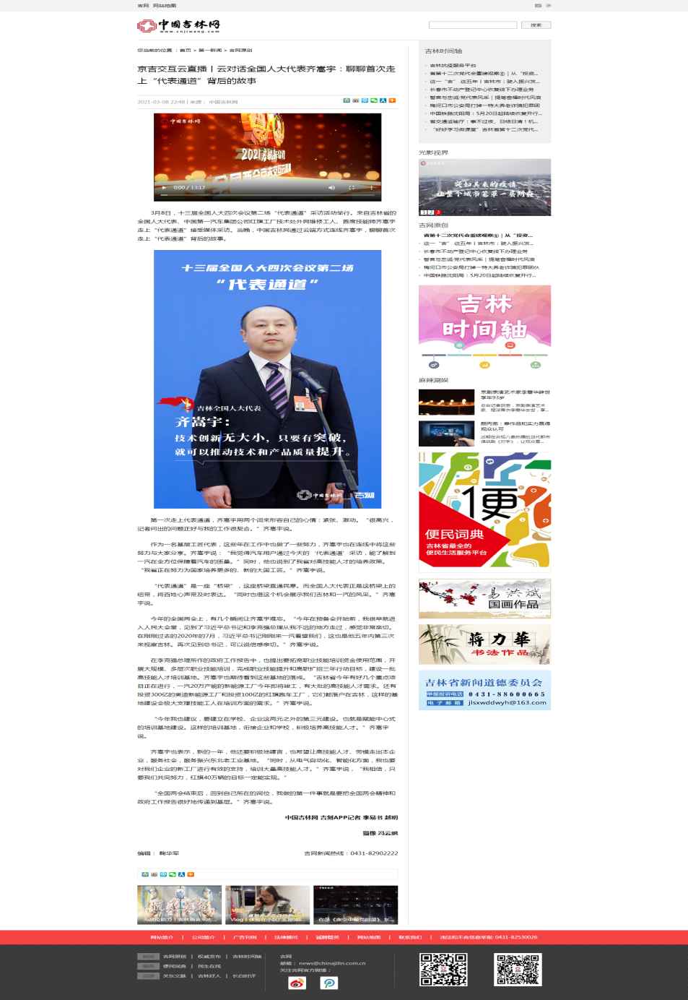 吉网 网站地图
中国吉林网
www.cnjiwang.com
搜索
您当前的位置 ：首页 > 第一新闻 > 吉网原创
京吉交互云直播丨云对话全国人大代表齐嵩宇：聊聊首次走
上“代表通道”背后的故事
2021-03-08 22:48 | 来源： 中国吉林网
中国吉林网
0:00 / 13:17
3月8日，十三届全国人大四次会议第二场“代表通道”采访活动举行。来自吉林省的
全国人大代表、中国第一汽车集团公司红旗工厂技术处外网维修工人、首席技能师齐嵩宇
走上“代表通道”接受媒体采访。当晚，中国吉林网通过云端方式连线齐嵩宇，聊聊首次
走上“代表通道”背后的故事。
十三届全国人大四次会议第二场
“代表通道”
吉林全国人大代表
齐嵩宇：
技术创新无大小，只要有突破，
就可以推动技术和产品质量提升。
中国吉林网 吉刻
第一次走上代表通道，齐嵩宇用两个词来形容自己的心情：紧张、激动。“很高兴，
记者问出的问题正好与我的工作很契合。”齐嵩宇说。
作为一名基层工匠代表，这些年在工作中也做了一些努力，齐嵩宇也在连线中将这些
努力与大家分享。齐嵩宇说：“我觉得汽车用户通过今天的‘代表通道’采访，能了解到
一汽在全方位保障着汽车的质量。”同时，他也说到了我省对高技能人才的培养政策。
“我省正在努力为国家培养更多的、新的大国工匠。”齐嵩宇说。
“代表通道”是一座“桥梁”，这座桥梁直通民意。而全国人大代表正是这桥梁上的
纽带，将百姓心声带及时表达。“同时也借这个机会展示我们吉林和一汽的风采。”齐嵩
宇说。
今年的全国两会上，有几个瞬间让齐嵩宇难忘。“今年在预备会开始前，我很早就进
入人民大会堂，见到了习近平总书记和李克强总理从我不远的地方走过，感觉非常亲切。
在刚刚过去的2020年的7月，习近平总书记刚刚来一汽看望我们，这也是他五年内第三次
来视察吉林。再次见到总书记，可以说倍感亲切。”齐嵩宇说。
在李克强总理所作的政府工作报告中，也提出要拓宽职业技能培训资金使用范围，开
展大规模、多层次职业技能培训，完成职业技能提升和高职扩招三年行动目标，建设一批
高技能人才培训基地。齐嵩宇也期待看到这些基地的落成。“吉林省今年有好几个重点项
目正在进行，一汽20万产能的新能源工厂今年即将竣工，有大批的高技能人才需求。还有
投资300亿的奥迪新能源工厂和投资100亿的红旗跑车工厂，它们都落户在吉林，这样的基
地建设会极大支撑技能工人在培训方面的需求。”齐嵩宇说。
“今年我也建议，要建立在学校、企业这两元之外的第三元建设。也就是赋能中心式
的培训基地建设。这样的培训基地，衔接企业和学校，积极培养高技能人才。”齐嵩宇
说。
齐嵩宇也表示，新的一年，他还要积极地建言，也希望让高技能人才、劳模走出本企
业，服务社会，服务振兴东北老工业基地。“同时，从电气自动化、智能化方面，我也要
对我们企业的新工厂进行有效的支持，培训大量高技能人才。”齐嵩宇说，“我相信，只
要我们共同努力，红旗40万辆的目标一定能实现。”
“全国两会结束后，回到自己所在的岗位，我做的第一件事就是要把全国两会精神和
政府工作报告很好地传递到基层。”齐嵩宇说。
中国吉林网 吉刻APP记者 李易书 越明
摄像 冯云鹏
编辑： 鞠华军 吉网新闻热线：0431-82902222
吉林时间轴
吉林抗疫服务平台
省第十二次党代会重磅观察⑥｜从“投资...
这一“吉” 这五年丨吉林市：驶入振兴发...
长春市不动产登记中心恢复线下办理业务
誓言与忠诚·党代表风采 | 提笔奋楫时代风浪
梅河口市公安局打掉一特大养老诈骗犯罪团
中国铁路沈阳局：5月20日起陆续恢复开行...
省交通运输厅：事不过夜、日结日清丨机...
“好好学习微课堂”吉林省第十二次党代...
光影视界
突如其来的疫情
让整个城市笼罩一层阴霾
1 2 3
吉网原创
省第十二次党代会重磅观察⑥｜从“投资...
这一“吉” 这五年丨吉林市：驶入振兴发...
长春市不动产登记中心恢复线下办理业务
誓言与忠诚·党代表风采 | 提笔奋楫时代风浪
梅河口市公安局打掉一特大养老诈骗犯罪团伙
中国铁路沈阳局：5月20日起陆续恢复开行...
吉林
时间轴
麻辣涮娱
京剧表演艺术家李蔷华辞世
享年93岁
总台记者获悉，京剧表演艺术
家、程派青衣李蔷华去世，享...
颜丙燕：靠作品和实力赢得
观众认可
近期在央视八套热播的当代都市
谍战剧《对手》，让观众看...
便
便民词典
吉林省最全的
便民生活服务平台
易洪斌
国画作品
蒋力華
书法作品
吉林省新闻道德委员会
举报投诉电话 0431-88600665
电子邮箱 jlsxwddwyh@163.com
网站简介 | 公司简介 | 广告刊例 | 法律顾问 | 诚聘精英 | 网站地图 | 联系我们 | 违法和不良信息举报: 0431-82530026
新闻 吉网原创 | 权威发布 | 吉林时间轴
服务 便民词典 | 民生在线
品牌 关东文脉 | 吉林好人 | 长白时评
吉网
邮箱： news@chinajilin.com.cn
关注吉网官方微博：